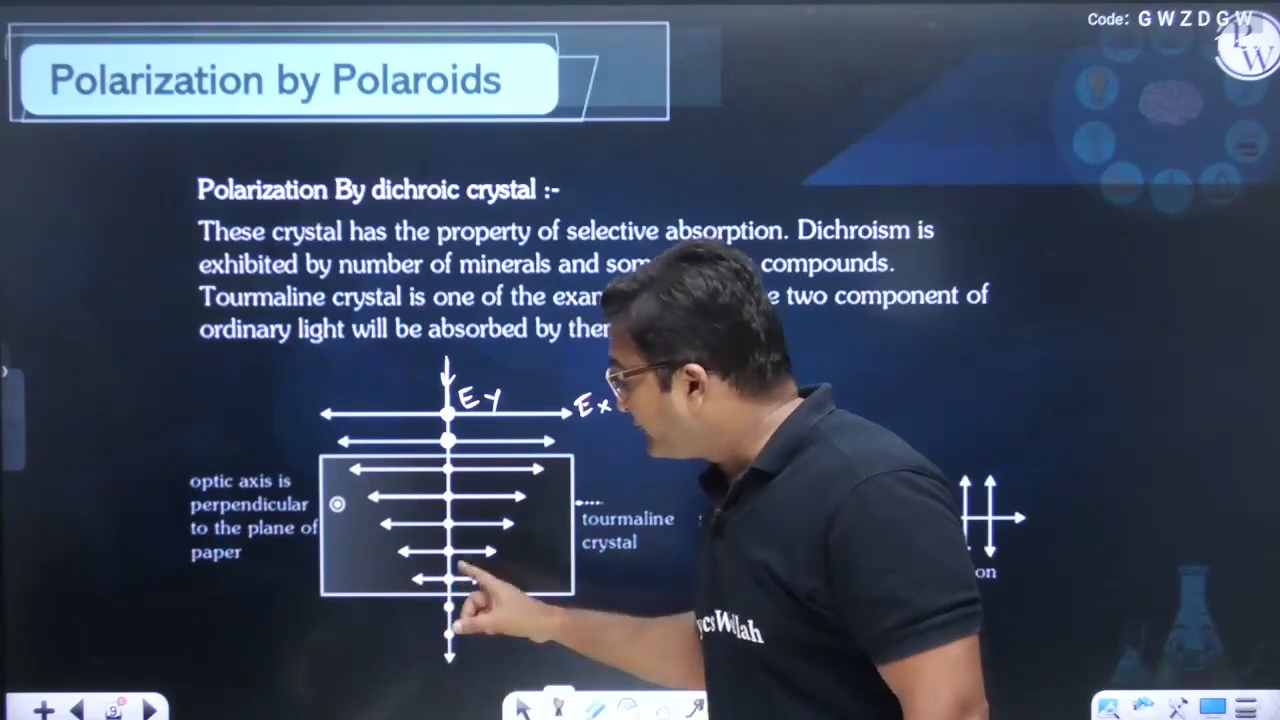 Code: G W Z D G W
P
W
Polarization by Polaroids
Polarization By dichroic crystal :-
These crystal has the property of selective absorption. Dichroism is
exhibited by number of minerals and som compounds.
Tourmaline crystal is one of the exam two component of
ordinary light will be absorbed by them
Ey
Ex
optic axis is
perpendicular
to the plane of
paper
tourmaline
crystal